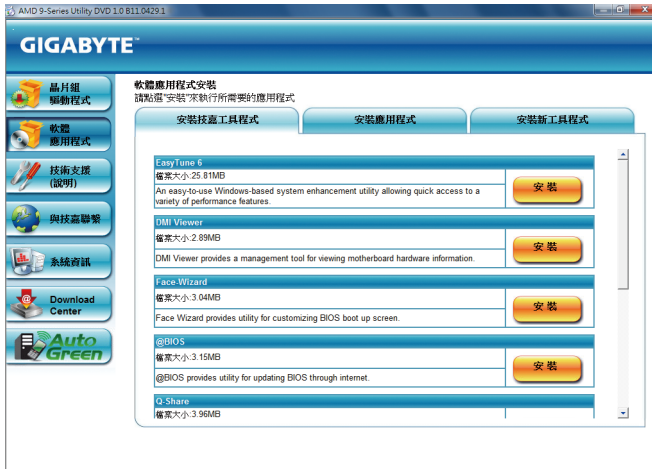 AMD 9-Series Utility DVD 1.0 B11.0429.1
GIGABYTE™
晶片組
驅動程式
軟體
應用程式
技術支援
(說明)
與技嘉聯繫
系統資訊
Download
Center
Auto
Green
軟體應用程式安裝
請點選"安裝"來執行所需要的應用程式
安裝技嘉工具程式
安裝應用程式
安裝新工具程式
EasyTune 6
檔案大小:25.81MB
An easy-to-use Windows-based system enhancement utility allowing quick access to a
variety of performance features.
安裝
DMI Viewer
檔案大小:2.89MB
DMI Viewer provides a management tool for viewing motherboard hardware information.
安裝
Face-Wizard
檔案大小:3.04MB
Face Wizard provides utility for customizing BIOS boot up screen.
安裝
@BIOS
檔案大小:3.15MB
@BIOS provides utility for updating BIOS through internet.
安裝
Q-Share
檔案大小:3.96MB